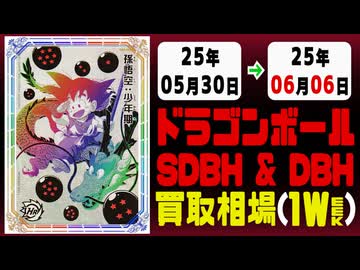 孫悟空：少年期
HR
25年
05月30日
25年
06月06日
ドラゴンボール
SDBH & DBH
買取相場(1W毎)